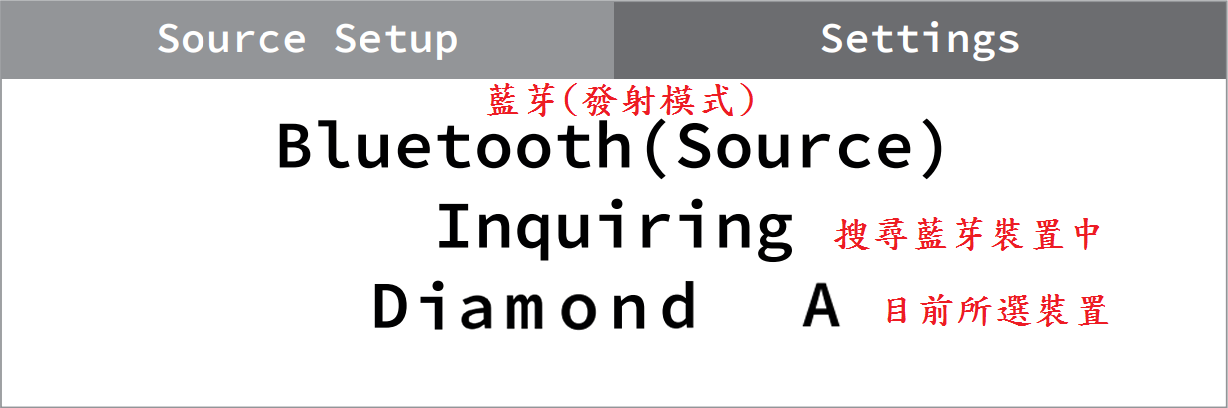 Source Setup Settings
藍芽(發射模式)
Bluetooth(Source)
Inquiring 搜尋藍芽裝置中
Diamond A 目前所選裝置